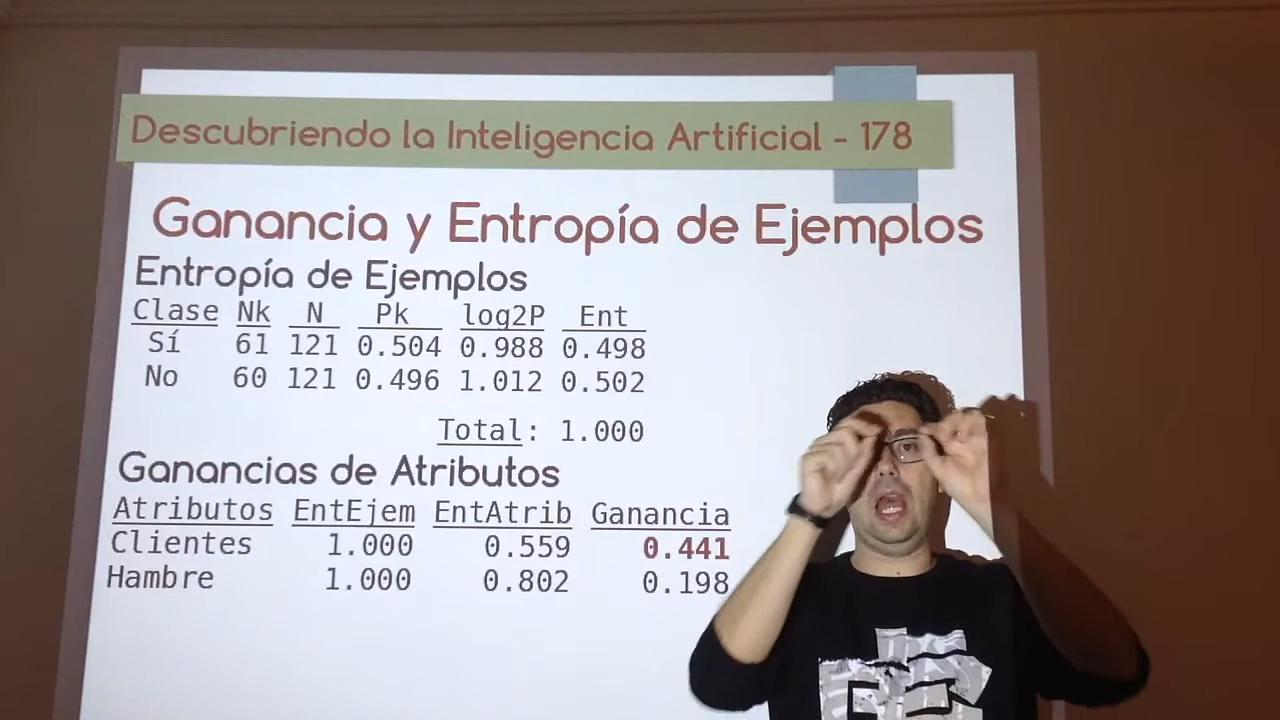 Descubriendo la Inteligencia Artificial - 178
Ganancia y Entropía de Ejemplos
Entropía de Ejemplos
Clase Nk N Pk log2P Ent
Sí 61 121 0.504 0.988 0.498
No 60 121 0.496 1.012 0.502
Total: 1.000
Ganancias de Atributos
Atributos EntEjem EntAtrib Ganancia
Clientes 1.000 0.559 0.441
Hambre 1.000 0.802 0.198